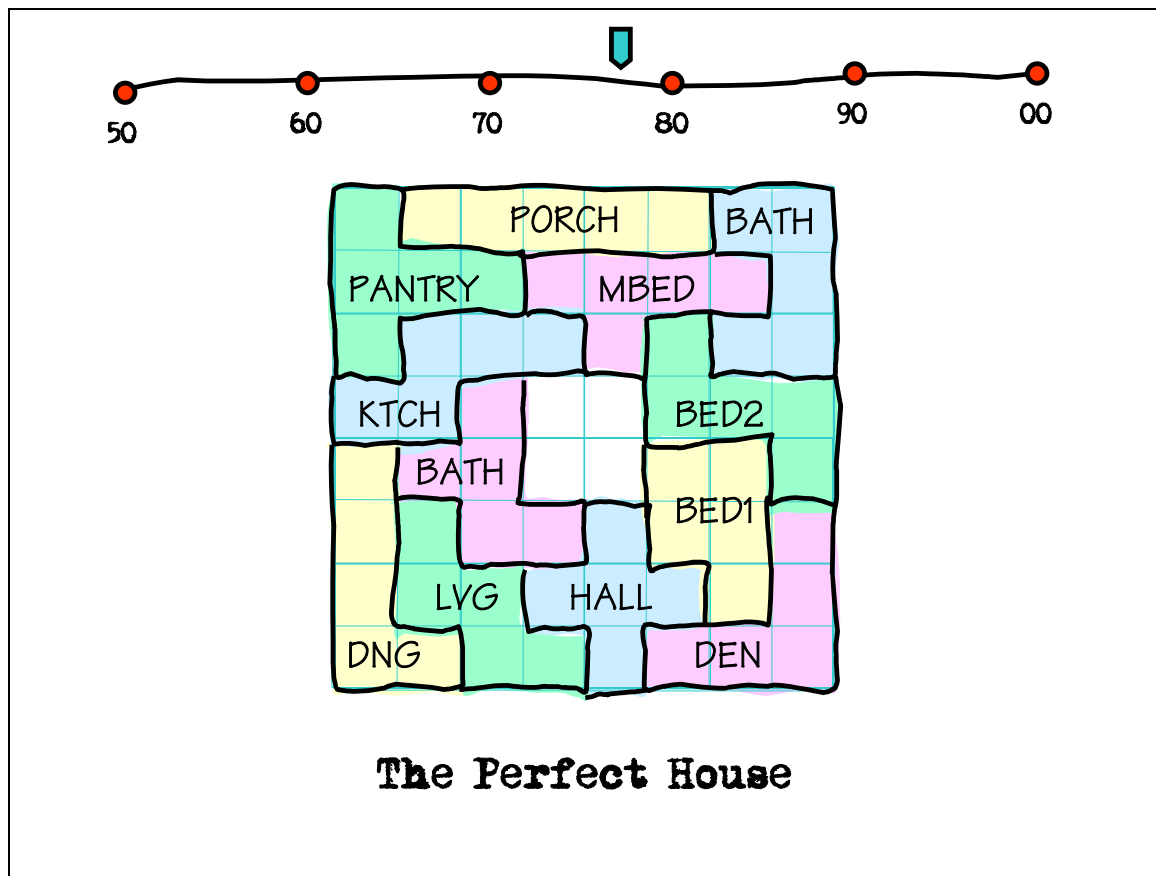 50 60 70 80 90 00
PORCH BATH
PANTRY MBED
KTCH BED2
BATH
BED1
LVG HALL
DNG DEN
The Perfect House